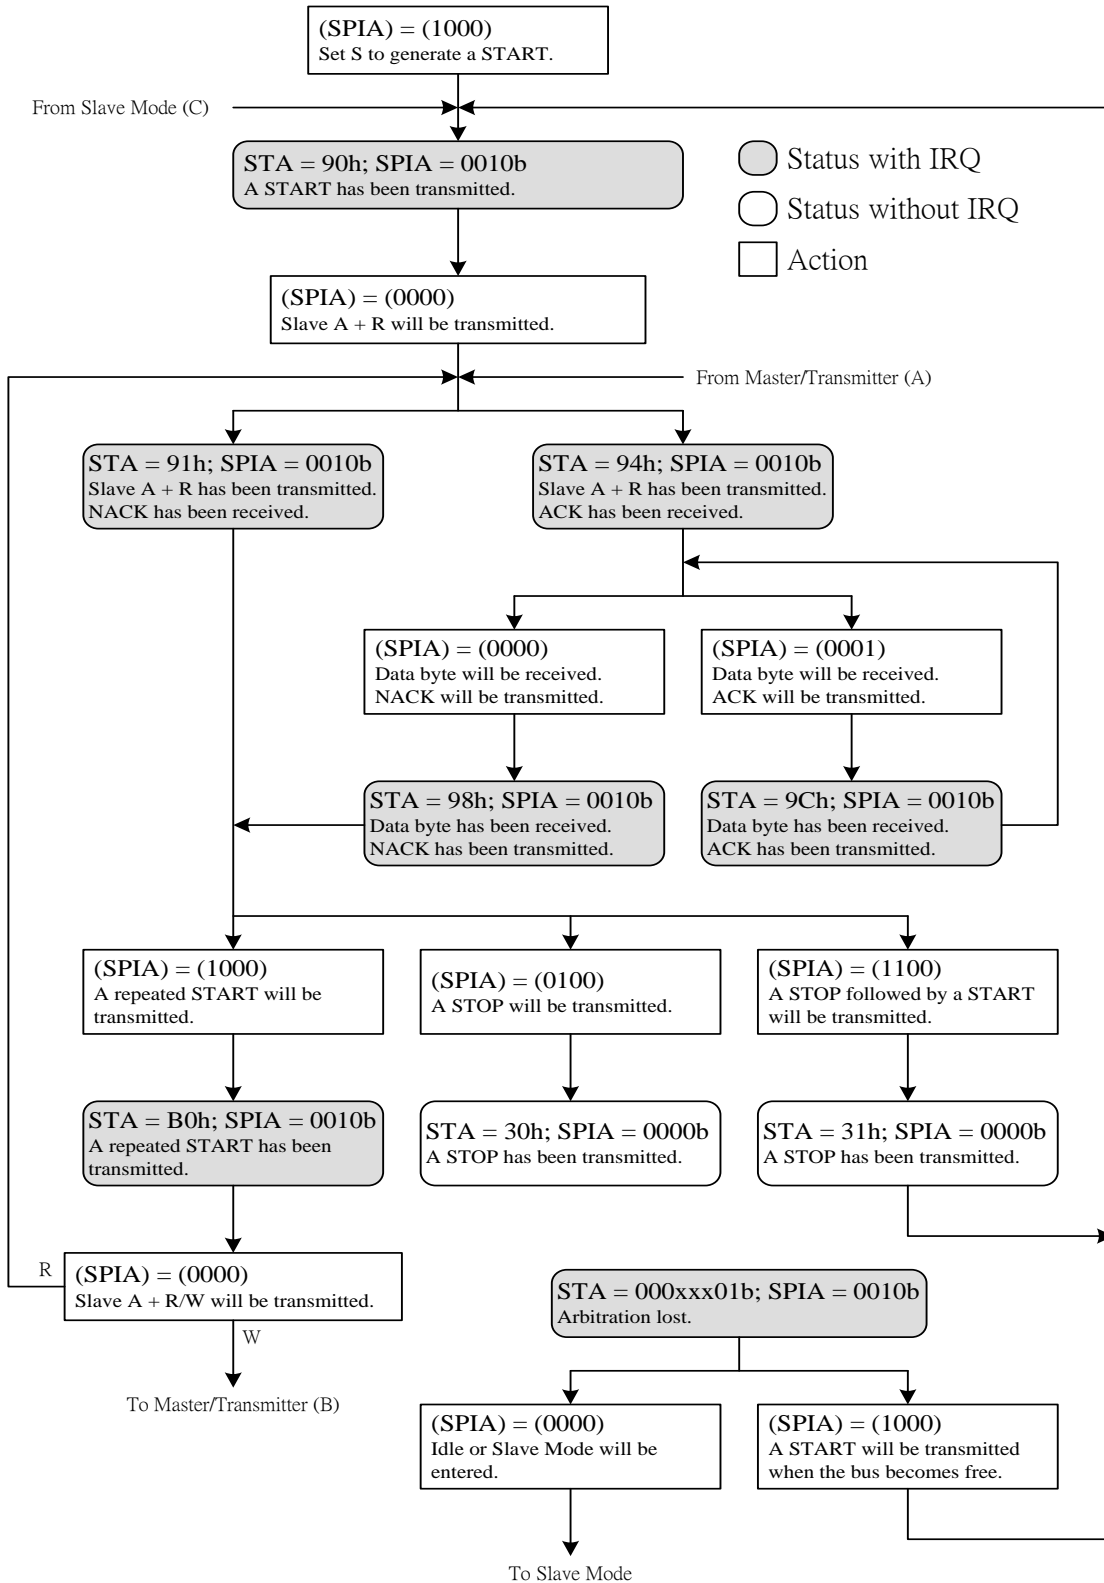 (SPIA) = (1000)
Set S to generate a START.
From Slave Mode (C)
STA = 90h; SPIA = 0010b
A START has been transmitted.
Status with IRQ
Status without IRQ
Action
(SPIA) = (0000)
Slave A + R will be transmitted.
From Master/Transmitter (A)
STA = 91h; SPIA = 0010b
Slave A + R has been transmitted.
NACK has been received.
STA = 94h; SPIA = 0010b
Slave A + R has been transmitted.
ACK has been received.
(SPIA) = (0000)
Data byte will be received.
NACK will be transmitted.
(SPIA) = (0001)
Data byte will be received.
ACK will be transmitted.
STA = 98h; SPIA = 0010b
Data byte has been received.
NACK has been transmitted.
STA = 9Ch; SPIA = 0010b
Data byte has been received.
ACK has been transmitted.
(SPIA) = (1000)
A repeated START will be
transmitted.
(SPIA) = (0100)
A STOP will be transmitted.
(SPIA) = (1100)
A STOP followed by a START
will be transmitted.
STA = B0h; SPIA = 0010b
A repeated START has been
transmitted.
STA = 30h; SPIA = 0000b
A STOP has been transmitted.
STA = 31h; SPIA = 0000b
A STOP has been transmitted.
R
(SPIA) = (0000)
Slave A + R/W will be transmitted.
W
To Master/Transmitter (B)
STA = 000xxx01b; SPIA = 0010b
Arbitration lost.
(SPIA) = (0000)
Idle or Slave Mode will be
entered.
(SPIA) = (1000)
A START will be transmitted
when the bus becomes free.
To Slave Mode